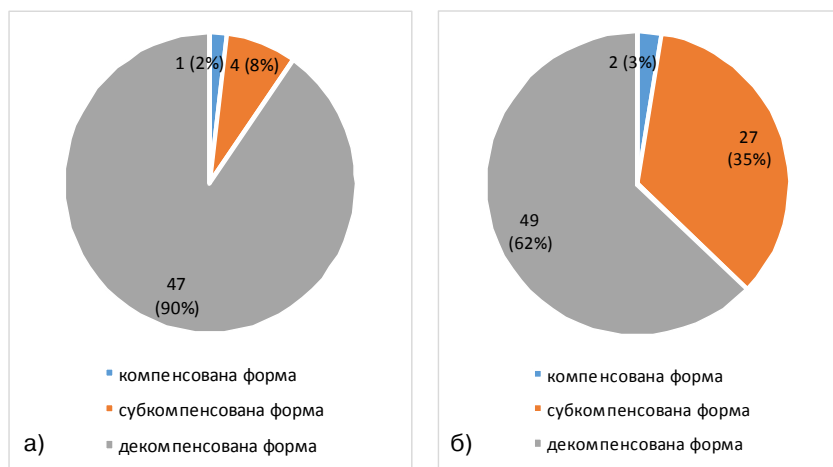 1 (2%)
4 (8%)
47
(90%)
компенсована форма
субкомпенсована форма
декомпенсована форма
а)
2 (3%)
27
(35%)
49
(62%)
компенсована форма
субкомпенсована форма
декомпенсована форма
б)